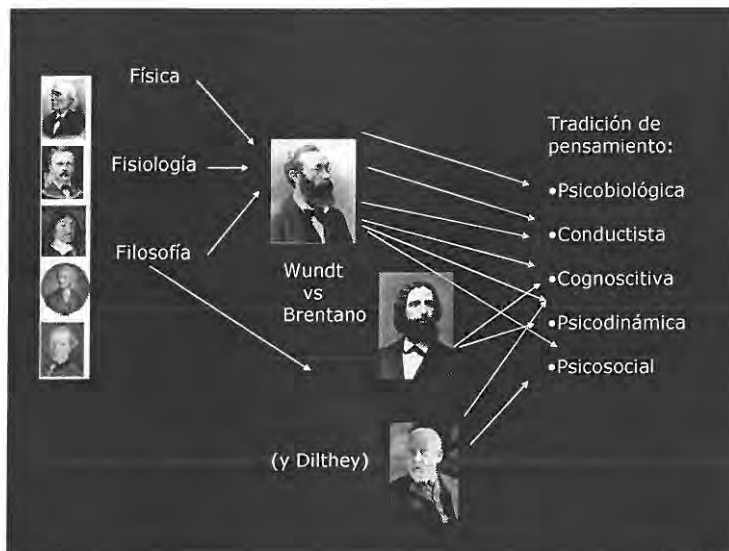 Física
Fisiología
Filosofía
Wundt
vs
Brentano
(y Dilthey)
Tradición de
pensamiento:
•Psicobiológica
•Conductista
•Cognoscitiva
•Psicodinámica
•Psicosocial